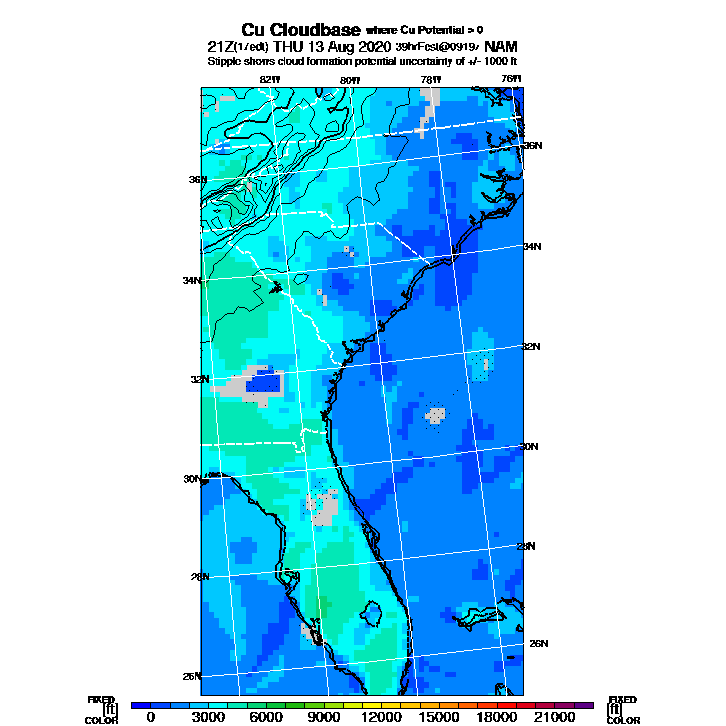 Cu Cloudbase where Cu Potential > 0
21Z(17edt) THU 13 Aug 2020 39hrFcst@0919z NAM
Stipple shows cloud formation potential uncertainty of +/- 1000 ft
82W 80W 78W 76W
36N
36N
34N
34N
32N
32N
30N
30N
28N
28N
26N
26N
FIXED FIXED
[ft] [ft]
COLOR COLOR
0 3000 6000 9000 12000 15000 18000 21000